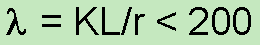 λ = KL/r < 200